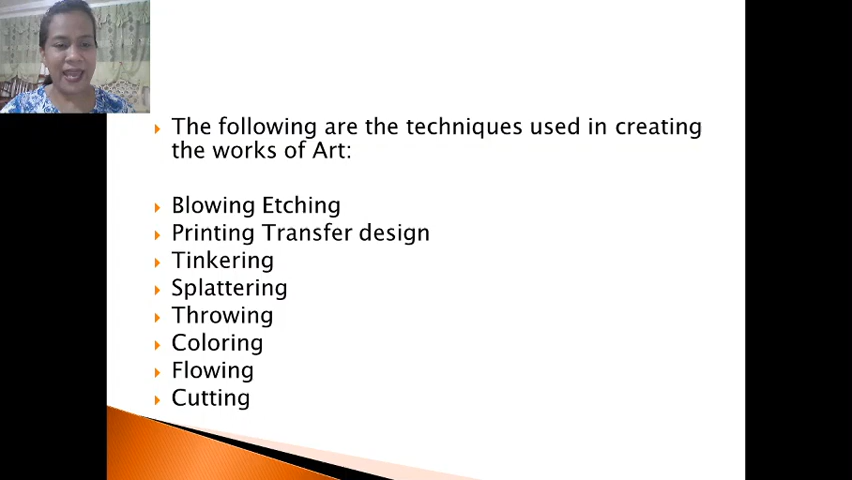 The following are the techniques used in creating
the works of Art:
Blowing Etching
Printing Transfer design
Tinkering
Splattering
Throwing
Coloring
Flowing
Cutting